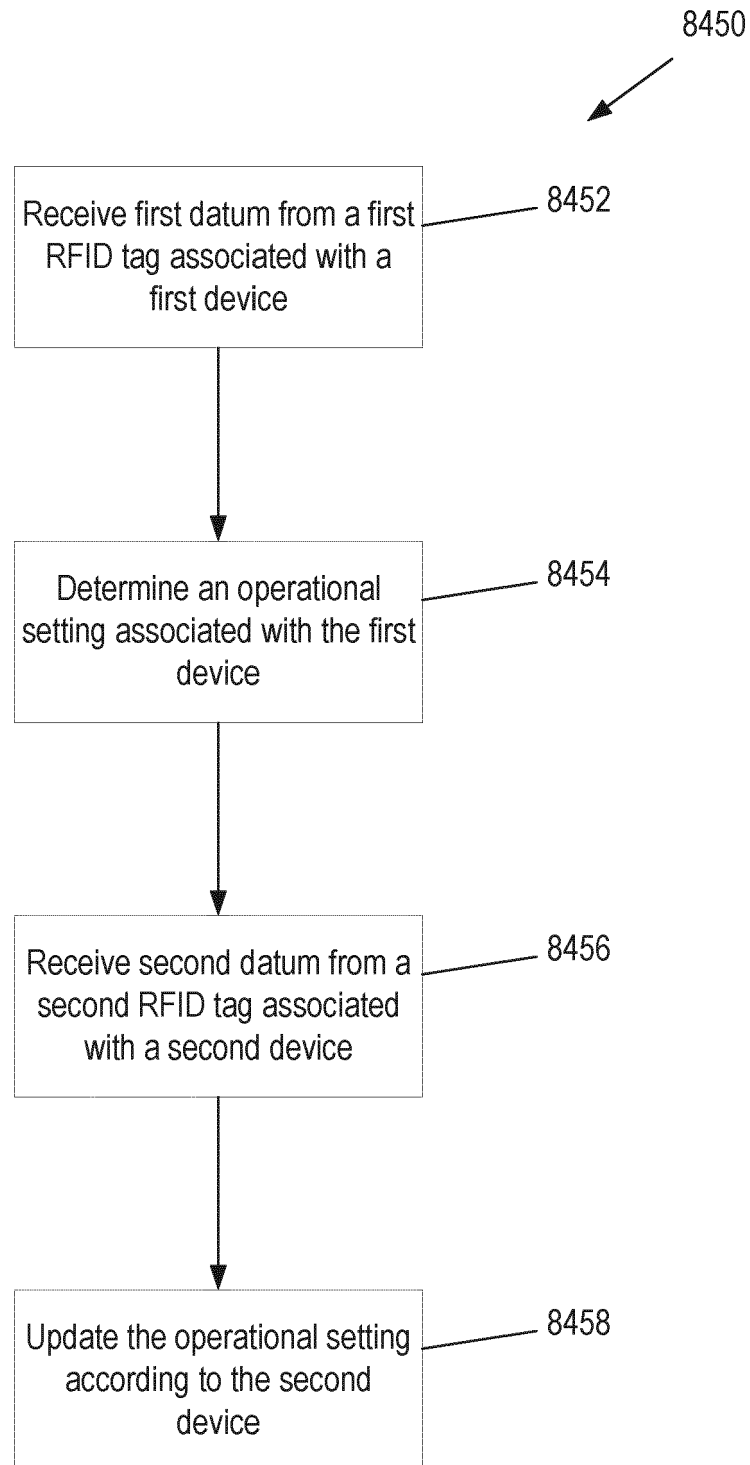 8450
Receive first datum from a first
RFID tag associated with a
first device
8452
Determine an operational
setting associated with the first
device
8454
Receive second datum from a
second RFID tag associated
with a second device
8456
Update the operational setting
according to the second
device
8458